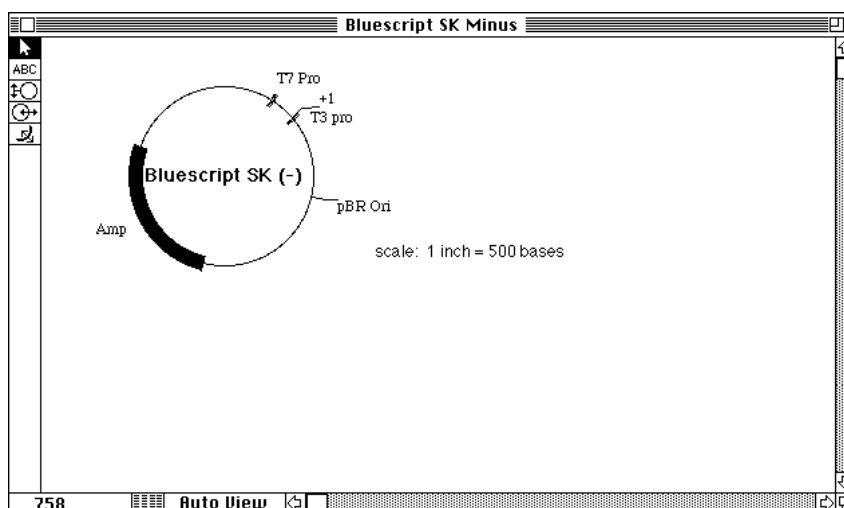 Bluescript SK Minus
ABC
T7 Pro
+1
T3 pro
Bluescript SK (-)
pBR Ori
Amp
scale: 1 inch = 500 bases
758
Auto View